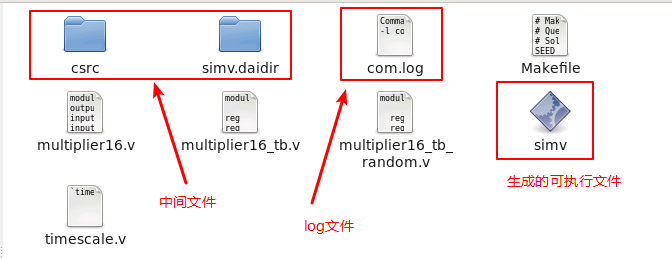 Comma
-l co
# Mak
# Que
# Sol
SEED
csrc
simv.daidir
com.log
Makefile
modul
outpu
input
input
modul
reg
reg
modul
reg
reg
multiplier16.v
multiplier16_tb.v
multiplier16_tb_
random.v
simv
中间文件
log文件
生成的可执行文件
`time
timescale.v